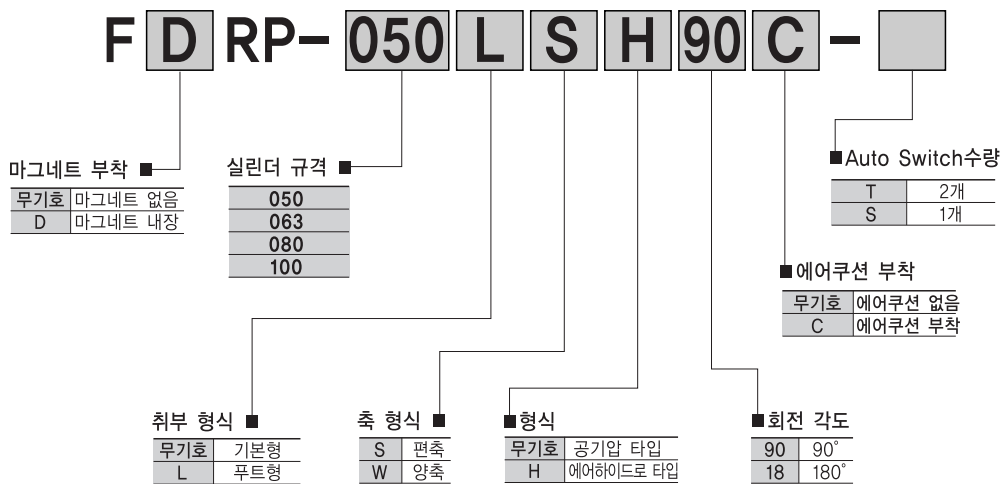 F D RP-050 L S H 90 C -
마그네트 부착
무기호 마그네트 없음
D 마그네트 내장
실린더 규격
050
063
080
100
Auto Switch수량
T 2개
S 1개
에어쿠션 부착
무기호 에어쿠션 없음
C 에어쿠션 부착
취부 형식
무기호 기본형
L 푸트형
축 형식
S 편축
W 양축
형식
무기호 공기압 타입
H 에어하이드로 타입
회전 각도
90 90°
18 180°